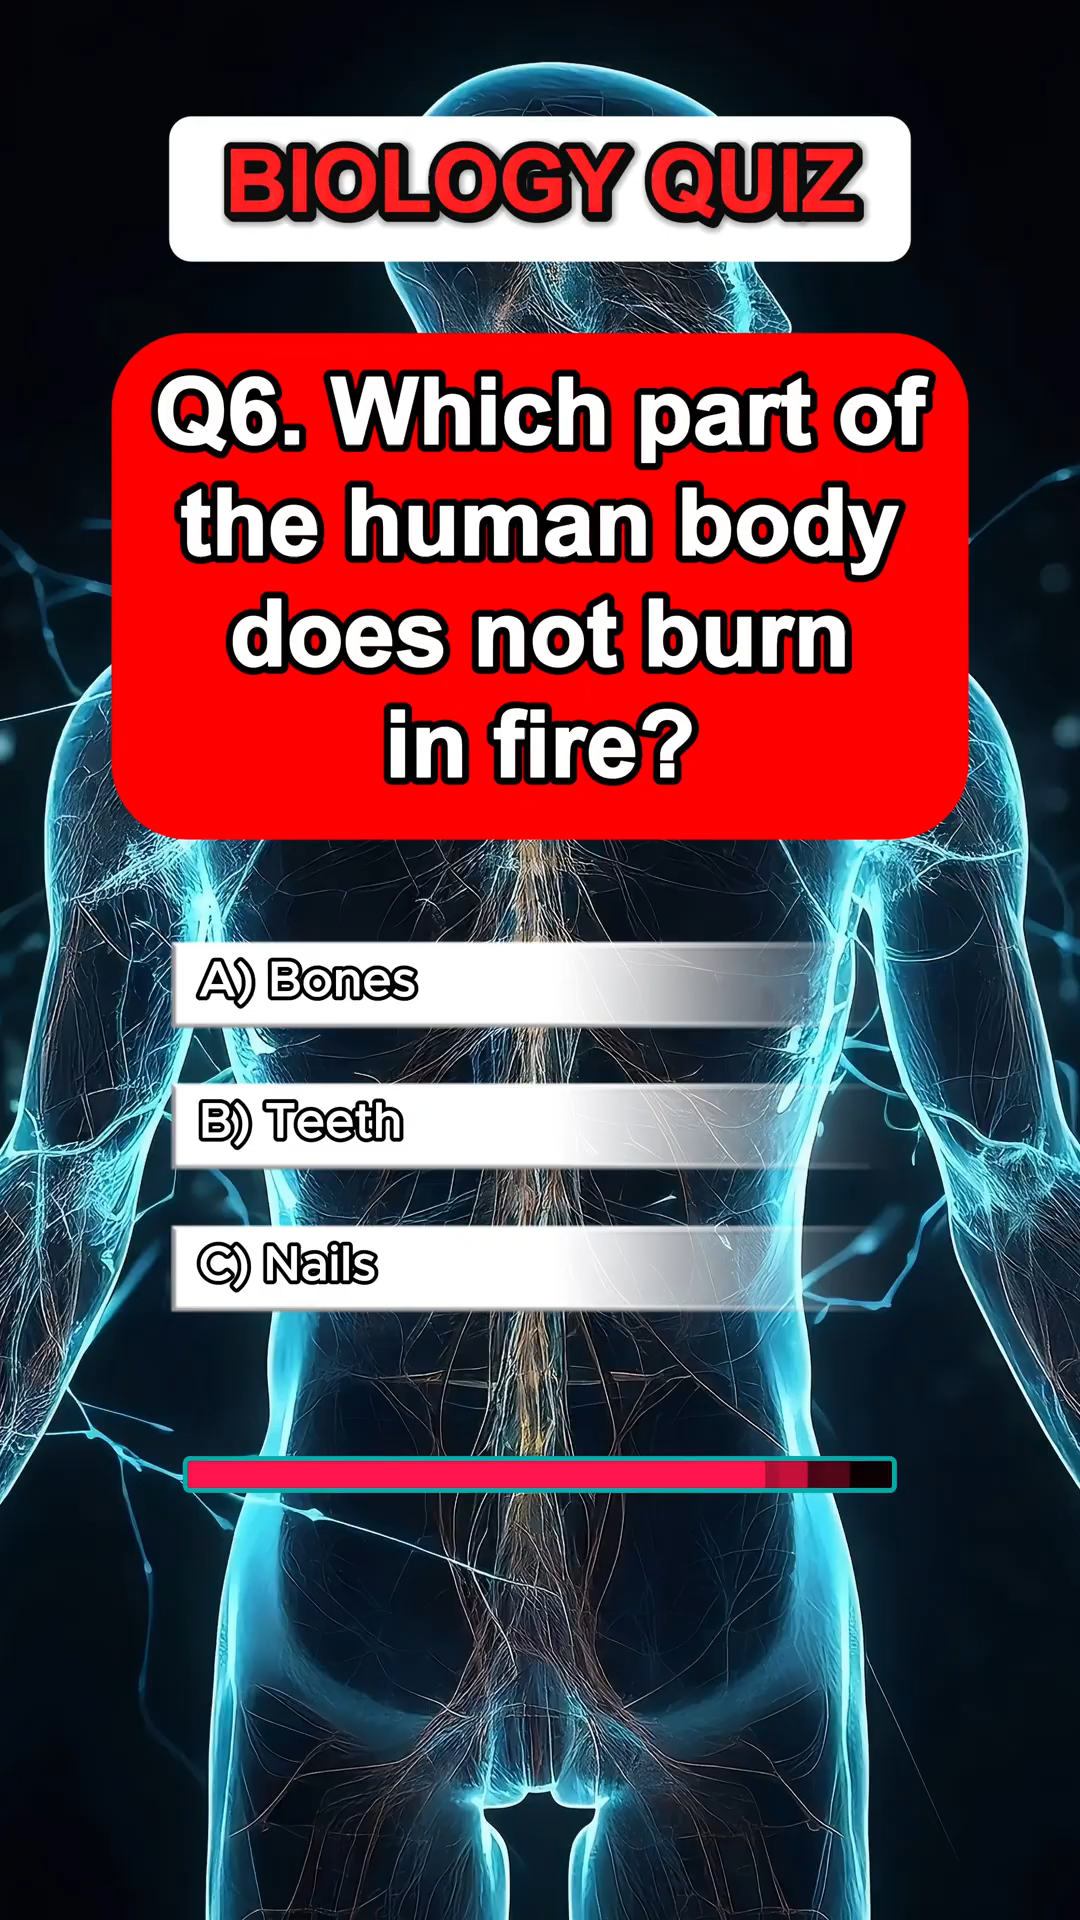 BIOLOGY QUIZ
Q6. Which part of
the human body
does not burn
in fire?
A) Bones
B) Teeth
C) Nails